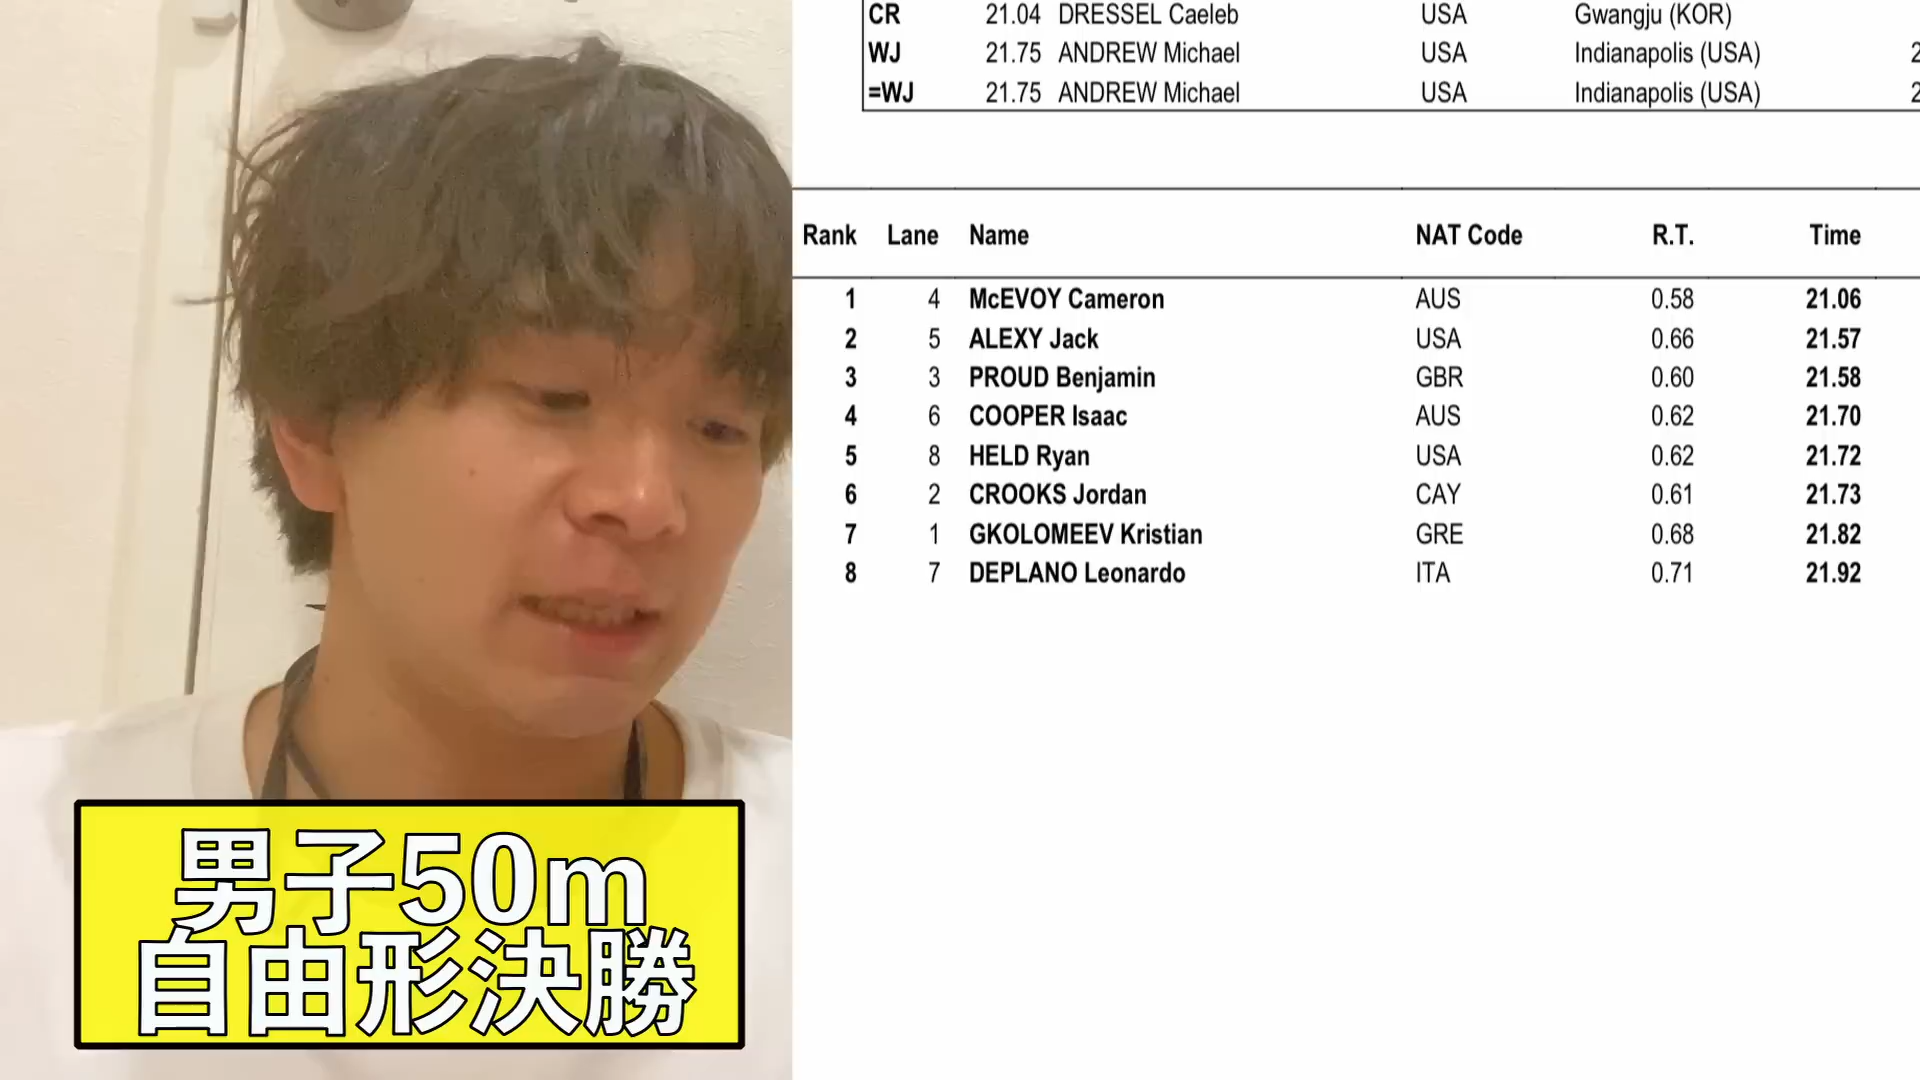 CR 21.04 DRESSEL Caeleb USA Gwangju (KOR)
WJ 21.75 ANDREW Michael USA Indianapolis (USA) 2
=WJ 21.75 ANDREW Michael USA Indianapolis (USA) 2
Rank Lane Name NAT Code R.T. Time
1 4 McEVOY Cameron AUS 0.58 21.06
2 5 ALEXY Jack USA 0.66 21.57
3 3 PROUD Benjamin GBR 0.60 21.58
4 6 COOPER Isaac AUS 0.62 21.70
5 8 HELD Ryan USA 0.62 21.72
6 2 CROOKS Jordan CAY 0.61 21.73
7 1 GKOLOMEEV Kristian GRE 0.68 21.82
8 7 DEPLANO Leonardo ITA 0.71 21.92
男子50m
自由形決勝